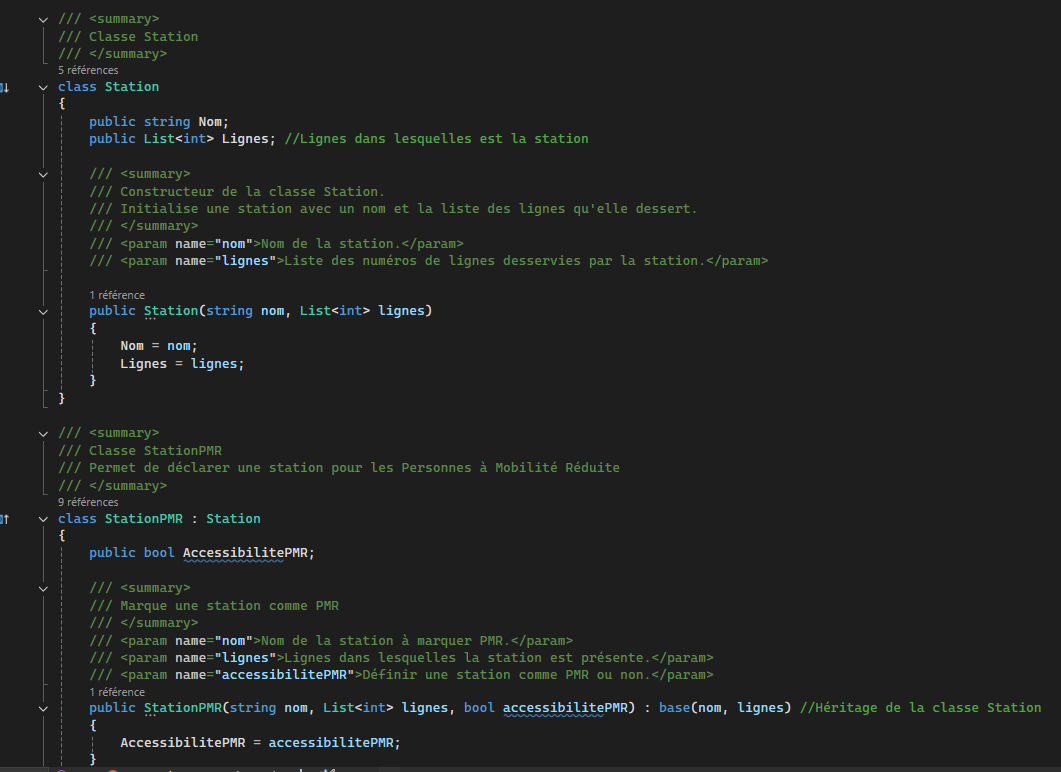 /// <summary>
/// Classe Station
/// </summary>
5 références
class Station
{
public string Nom;
public List<int> Lignes; //Lignes dans lesquelles est la station
/// <summary>
/// Constructeur de la classe Station.
/// Initialise une station avec un nom et la liste des lignes qu'elle dessert.
/// </summary>
/// <param name="nom">Nom de la station.</param>
/// <param name="lignes">Liste des numéros de lignes desservies par la station.</param>
1 référence
public Station(string nom, List<int> lignes)
{
Nom = nom;
Lignes = lignes;
}
}
/// <summary>
/// Classe StationPMR
/// Permet de déclarer une station pour les Personnes à Mobilité Réduite
/// </summary>
9 références
class StationPMR : Station
{
public bool AccessibilitePMR;
/// <summary>
/// Marque une station comme PMR
/// </summary>
/// <param name="nom">Nom de la station à marquer PMR.</param>
/// <param name="lignes">Lignes dans lesquelles la station est présente.</param>
/// <param name="accessibilitePMR">Définir une station comme PMR ou non.</param>
1 référence
public StationPMR(string nom, List<int> lignes, bool accessibilitePMR) : base(nom, lignes) //Héritage de la classe Station
{
AccessibilitePMR = accessibilitePMR;
}